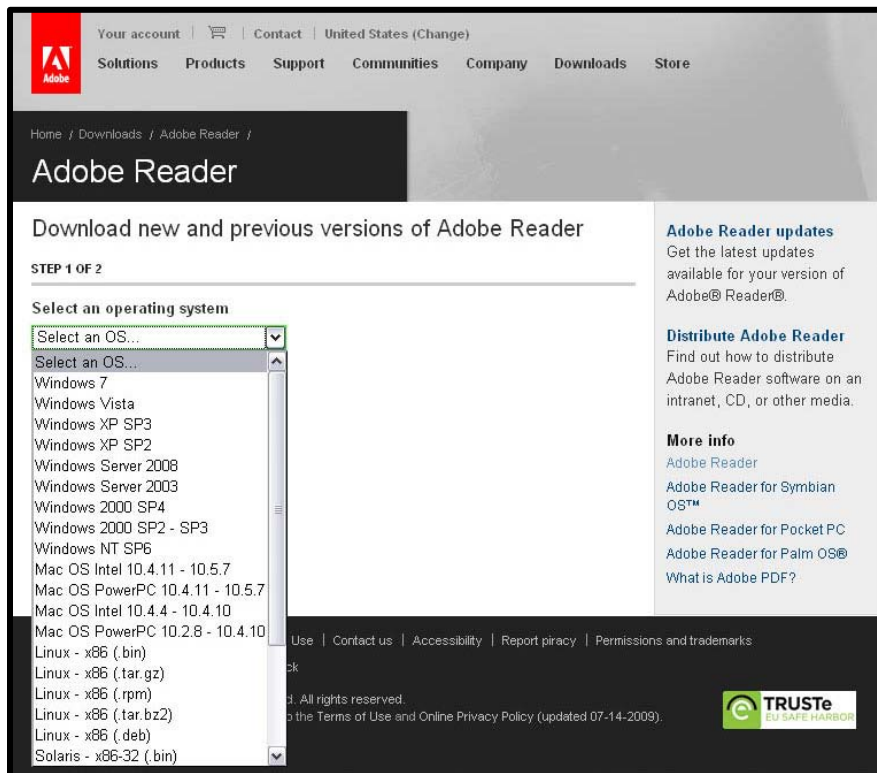 Your account | | Contact | United States (Change)
Adobe
Solutions Products Support Communities Company Downloads Store
Home / Downloads / Adobe Reader /
Adobe Reader
Download new and previous versions of Adobe Reader
STEP 1 OF 2
Select an operating system
Select an OS...
Select an OS...
Windows 7
Windows Vista
Windows XP SP3
Windows XP SP2
Windows Server 2008
Windows Server 2003
Windows 2000 SP4
Windows 2000 SP2 - SP3
Windows NT SP6
Mac OS Intel 10.4.11 - 10.5.7
Mac OS PowerPC 10.4.11 - 10.5.7
Mac OS Intel 10.4.4 - 10.4.10
Mac OS PowerPC 10.2.8 - 10.4.10
Linux - x86 (.bin)
Linux - x86 (.tar.gz)
Linux - x86 (.rpm)
Linux - x86 (.tar.bz2)
Linux - x86 (.deb)
Solaris - x86-32 (.bin)
Adobe Reader updates
Get the latest updates
available for your version of
Adobe® Reader®.
Distribute Adobe Reader
Find out how to distribute
Adobe Reader software on an
intranet, CD, or other media.
More info
Adobe Reader
Adobe Reader for Symbian
OS™
Adobe Reader for Pocket PC
Adobe Reader for Palm OS®
What is Adobe PDF?
Use | Contact us | Accessibility | Report piracy | Permissions and trademarks
ck
d. All rights reserved.
o the Terms of Use and Online Privacy Policy (updated 07-14-2009).
TRUSTe
EU SAFE HARBOR